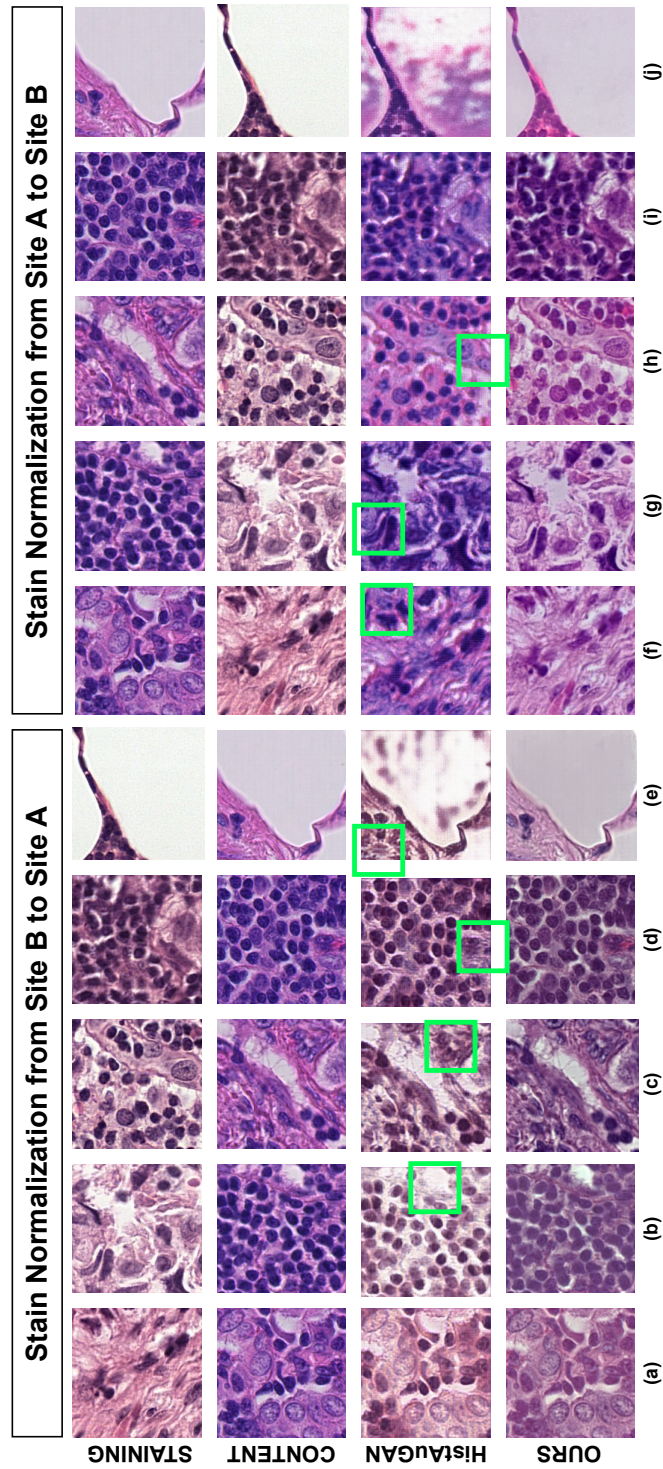 Stain Normalization from Site B to Site A
Stain Normalization from Site A to Site B
STAINING
CONTENT
HistAuGAN
OURS
(a)
(b)
(c)
(d)
(e)
(f)
(g)
(h)
(i)
(j)